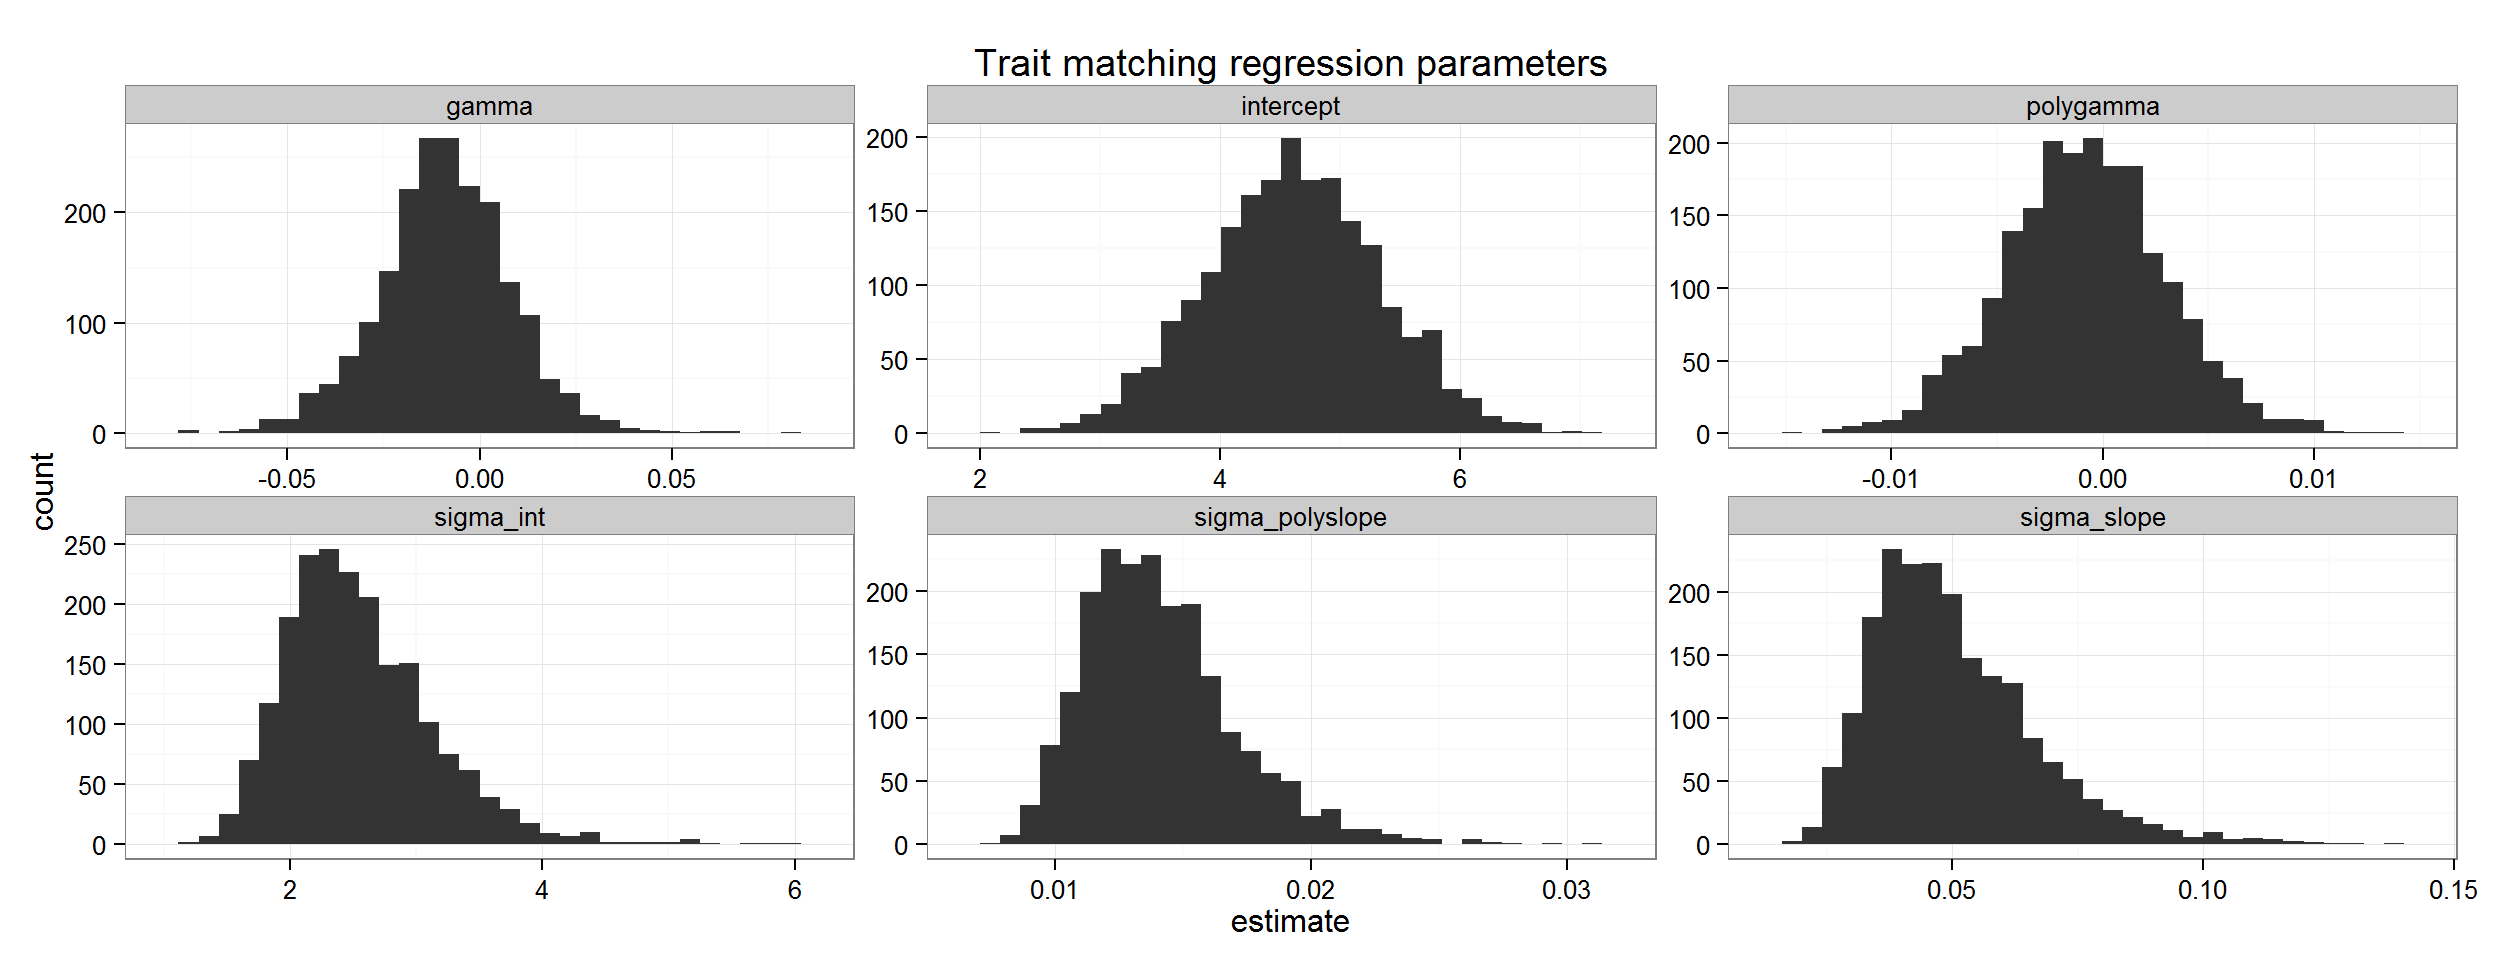 Trait matching regression parameters
gamma
intercept
polygamma
200
100
0
-0.05 0.00 0.05
200
150
100
50
0
2 4 6
200
150
100
50
0
-0.01 0.00 0.01
count
sigma_int
sigma_polyslope
sigma_slope
250
200
150
100
50
0
2 4 6
200
150
100
50
0
0.01 0.02 0.03
200
150
100
50
0
0.05 0.10 0.15
estimate